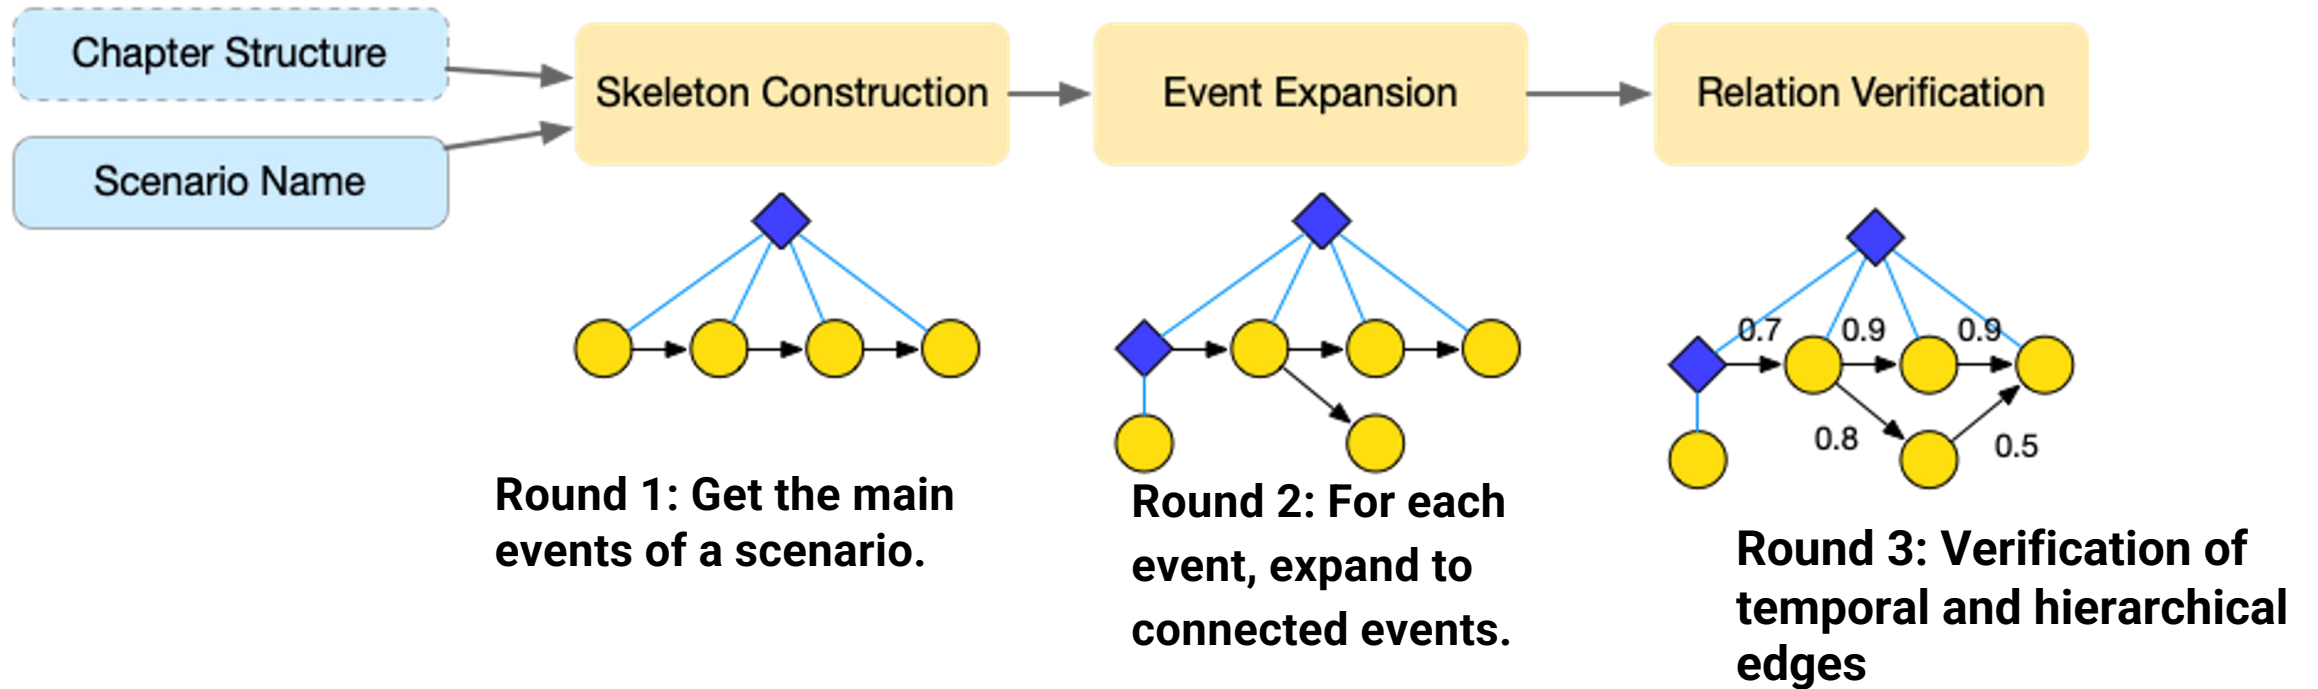 Chapter Structure
Scenario Name
Skeleton Construction
Event Expansion
Relation Verification
Round 1: Get the main
events of a scenario.
Round 2: For each
event, expand to
connected events.
0.7
0.9
0.9
0.8
0.5
Round 3: Verification of
temporal and hierarchical
edges